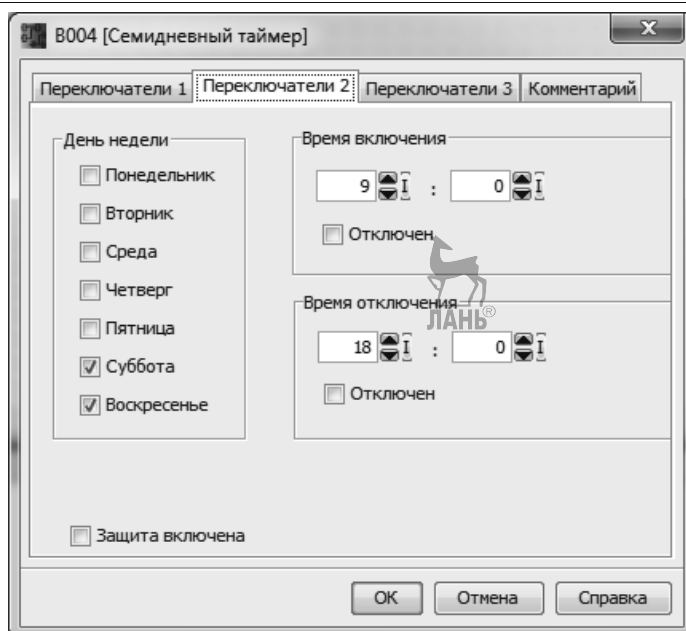 B004 [Семидневный таймер]
X
Переключатели 1 Переключатели 2 Переключатели 3 Комментарий
День недели
Понедельник
Вторник
Среда
Четверг
Пятница
Суббота
Воскресенье
Время включения
9 : 0
Отключен
Время отключения
18 : 0
Отключен
ЛАНЬ®
Защита включена
OK Отмена Справка